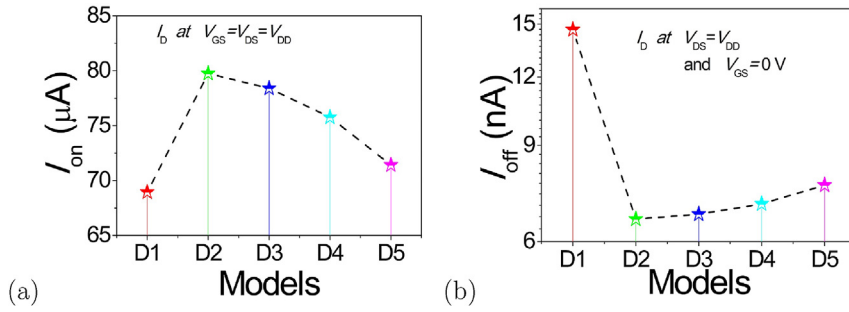 I_D at V_GS=V_DS=V_DD
80
75
70
65
I_on (μA)
D1 D2 D3 D4 D5
Models
(a)
I_D at V_DS=V_DD
and V_GS=0 V
15
12
9
6
I_off (nA)
D1 D2 D3 D4 D5
Models
(b)
85